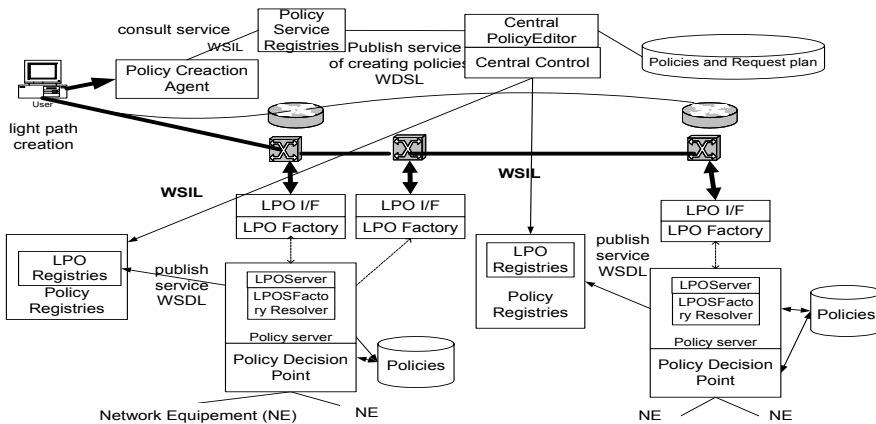 consult service
WSIL
Policy
Service
Registries
Publish service
of creating policies
WDSL
Central
PolicyEditor
Central Control
Policies and Request plan
Policy Creaction
Agent
User
light path
creation
WSIL
WSIL
LPO I/F
LPO Factory
LPO I/F
LPO Factory
LPO I/F
LPO Factory
LPO
Registries
Policy
Registries
publish
service
WSDL
LPOServer
LPOSFacto
ry Resolver
Policy server
Policy Decision
Point
Policies
Network Equipement (NE)
NE
LPO
Registries
Policy
Registries
publish
service
WSDL
LPOServer
LPOSFacto
ry Resolver
Policy server
Policy Decision
Point
Policies
NE
NE